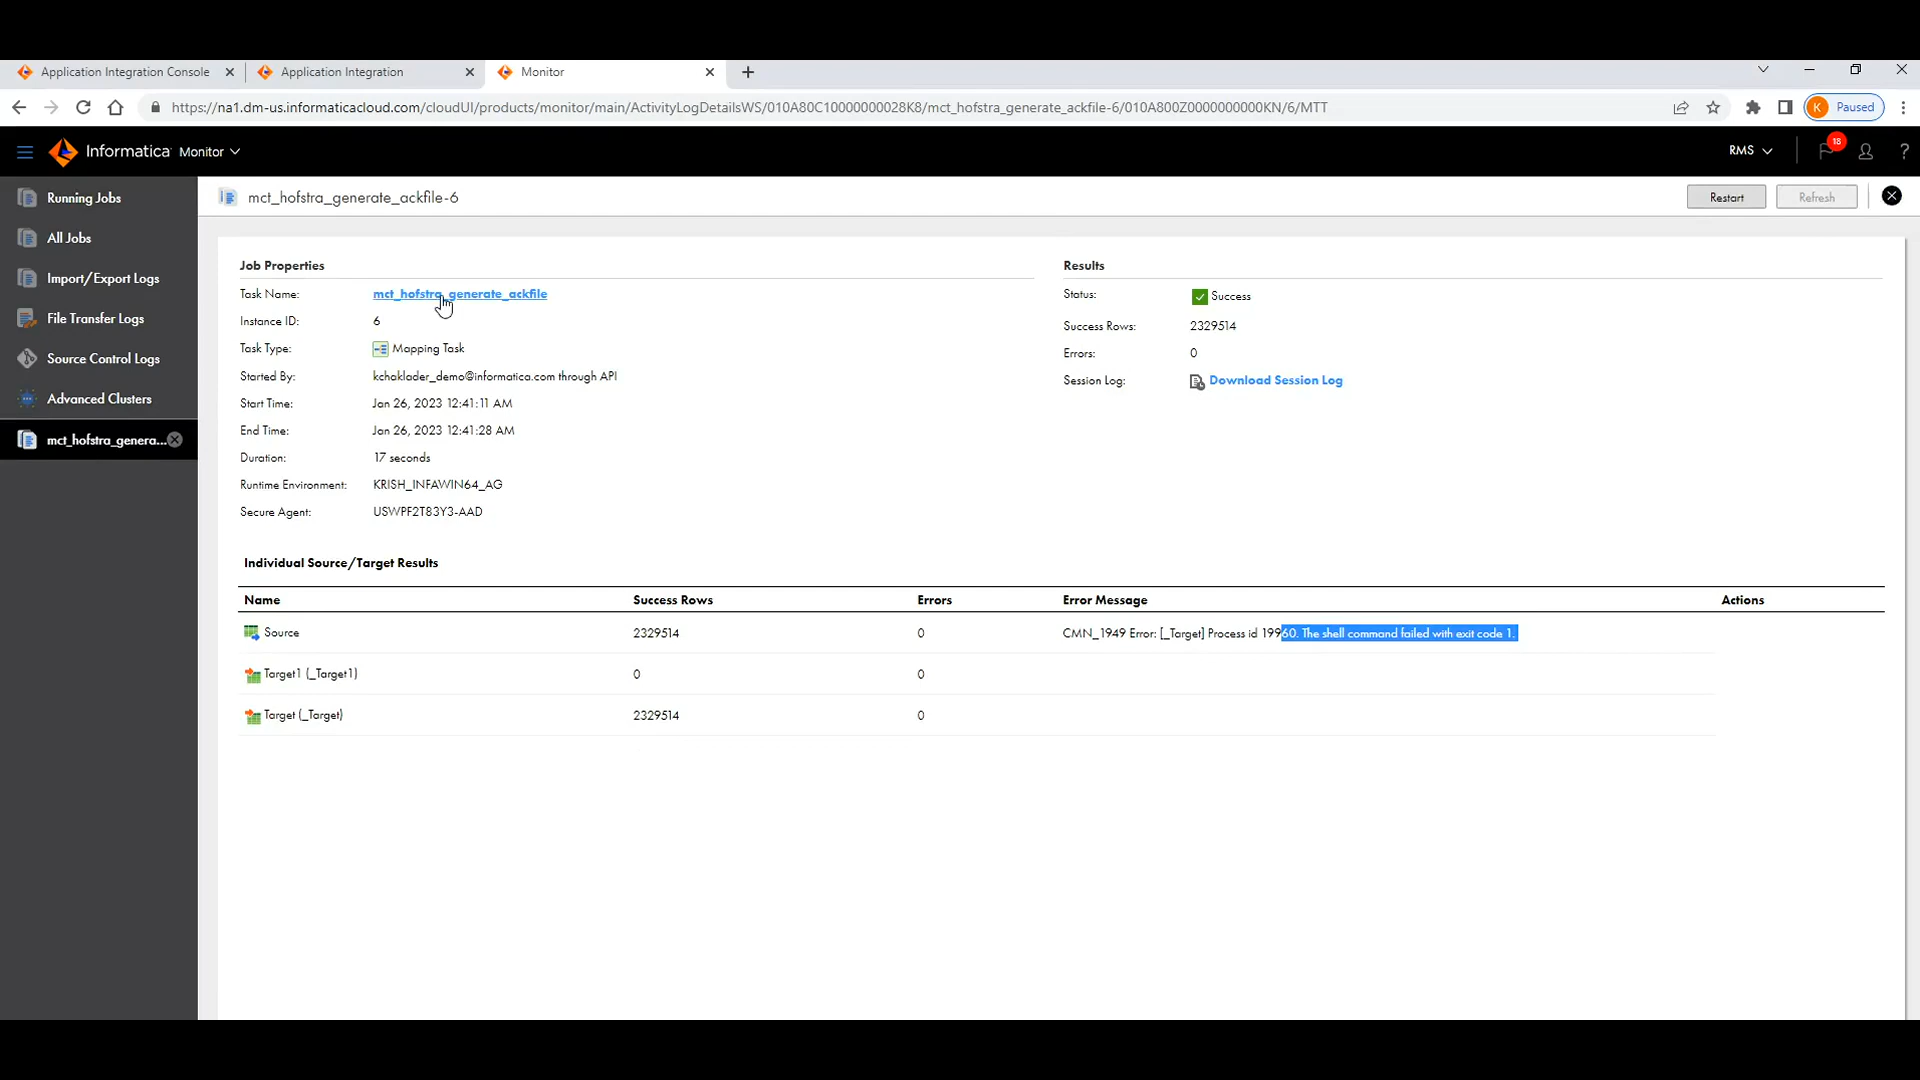 Application Integration Console
Application Integration
Monitor
https://na1.dm-us.informaticacloud.com/cloudUI/products/monitor/main/ActivityLogDetailsWS/010A80C10000000028K8/mct_hofstra_generate_ackfile-6/010A800Z0000000000KN/6/MTT
K Paused
Informatica Monitor
RMS
18
?
Running Jobs
All Jobs
Import/Export Logs
File Transfer Logs
Source Control Logs
Advanced Clusters
mct_hofstra_genera...
mct_hofstra_generate_ackfile-6
Restart
Refresh
Job Properties
Task Name: mct_hofstra_generate_ackfile
Instance ID: 6
Task Type: Mapping Task
Started By: kchaklader_demo@informatica.com through API
Start Time: Jan 26, 2023 12:41:11 AM
End Time: Jan 26, 2023 12:41:28 AM
Duration: 17 seconds
Runtime Environment: KRISH_INFAWIN64_AG
Secure Agent: USWPF2T83Y3-AAD
Results
Status: Success
Success Rows: 2329514
Errors: 0
Session Log: Download Session Log
Individual Source/Target Results
Name Success Rows Errors Error Message Actions
Source 2329514 0 CMN_1949 Error: [_Target] Process id 19960. The shell command failed with exit code 1.
Target1 (_Target1) 0 0
Target (_Target) 2329514 0